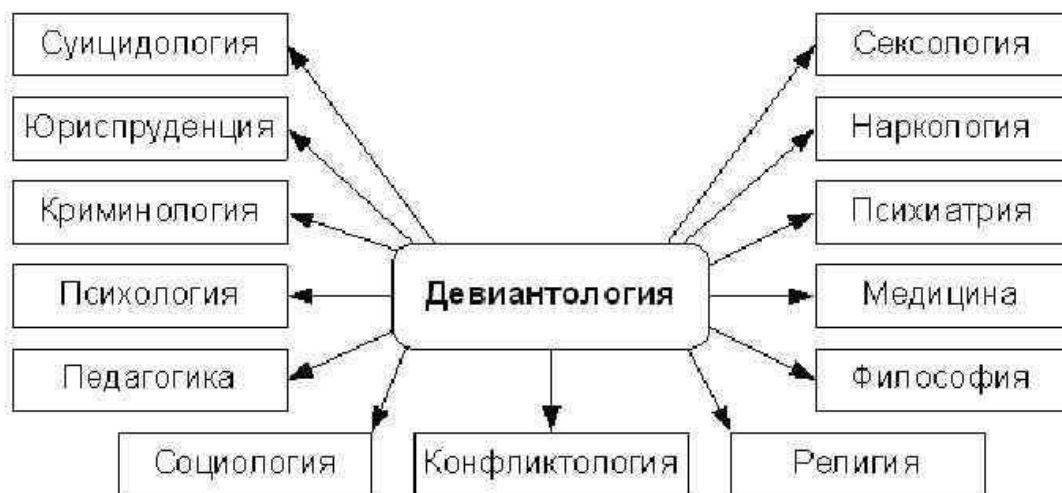 Суицидология
Сексология
Юриспруденция
Наркология
Криминология
Психиатрия
Девиантология
Психология
Медицина
Педагогика
Философия
Социология
Конфликтология
Религия